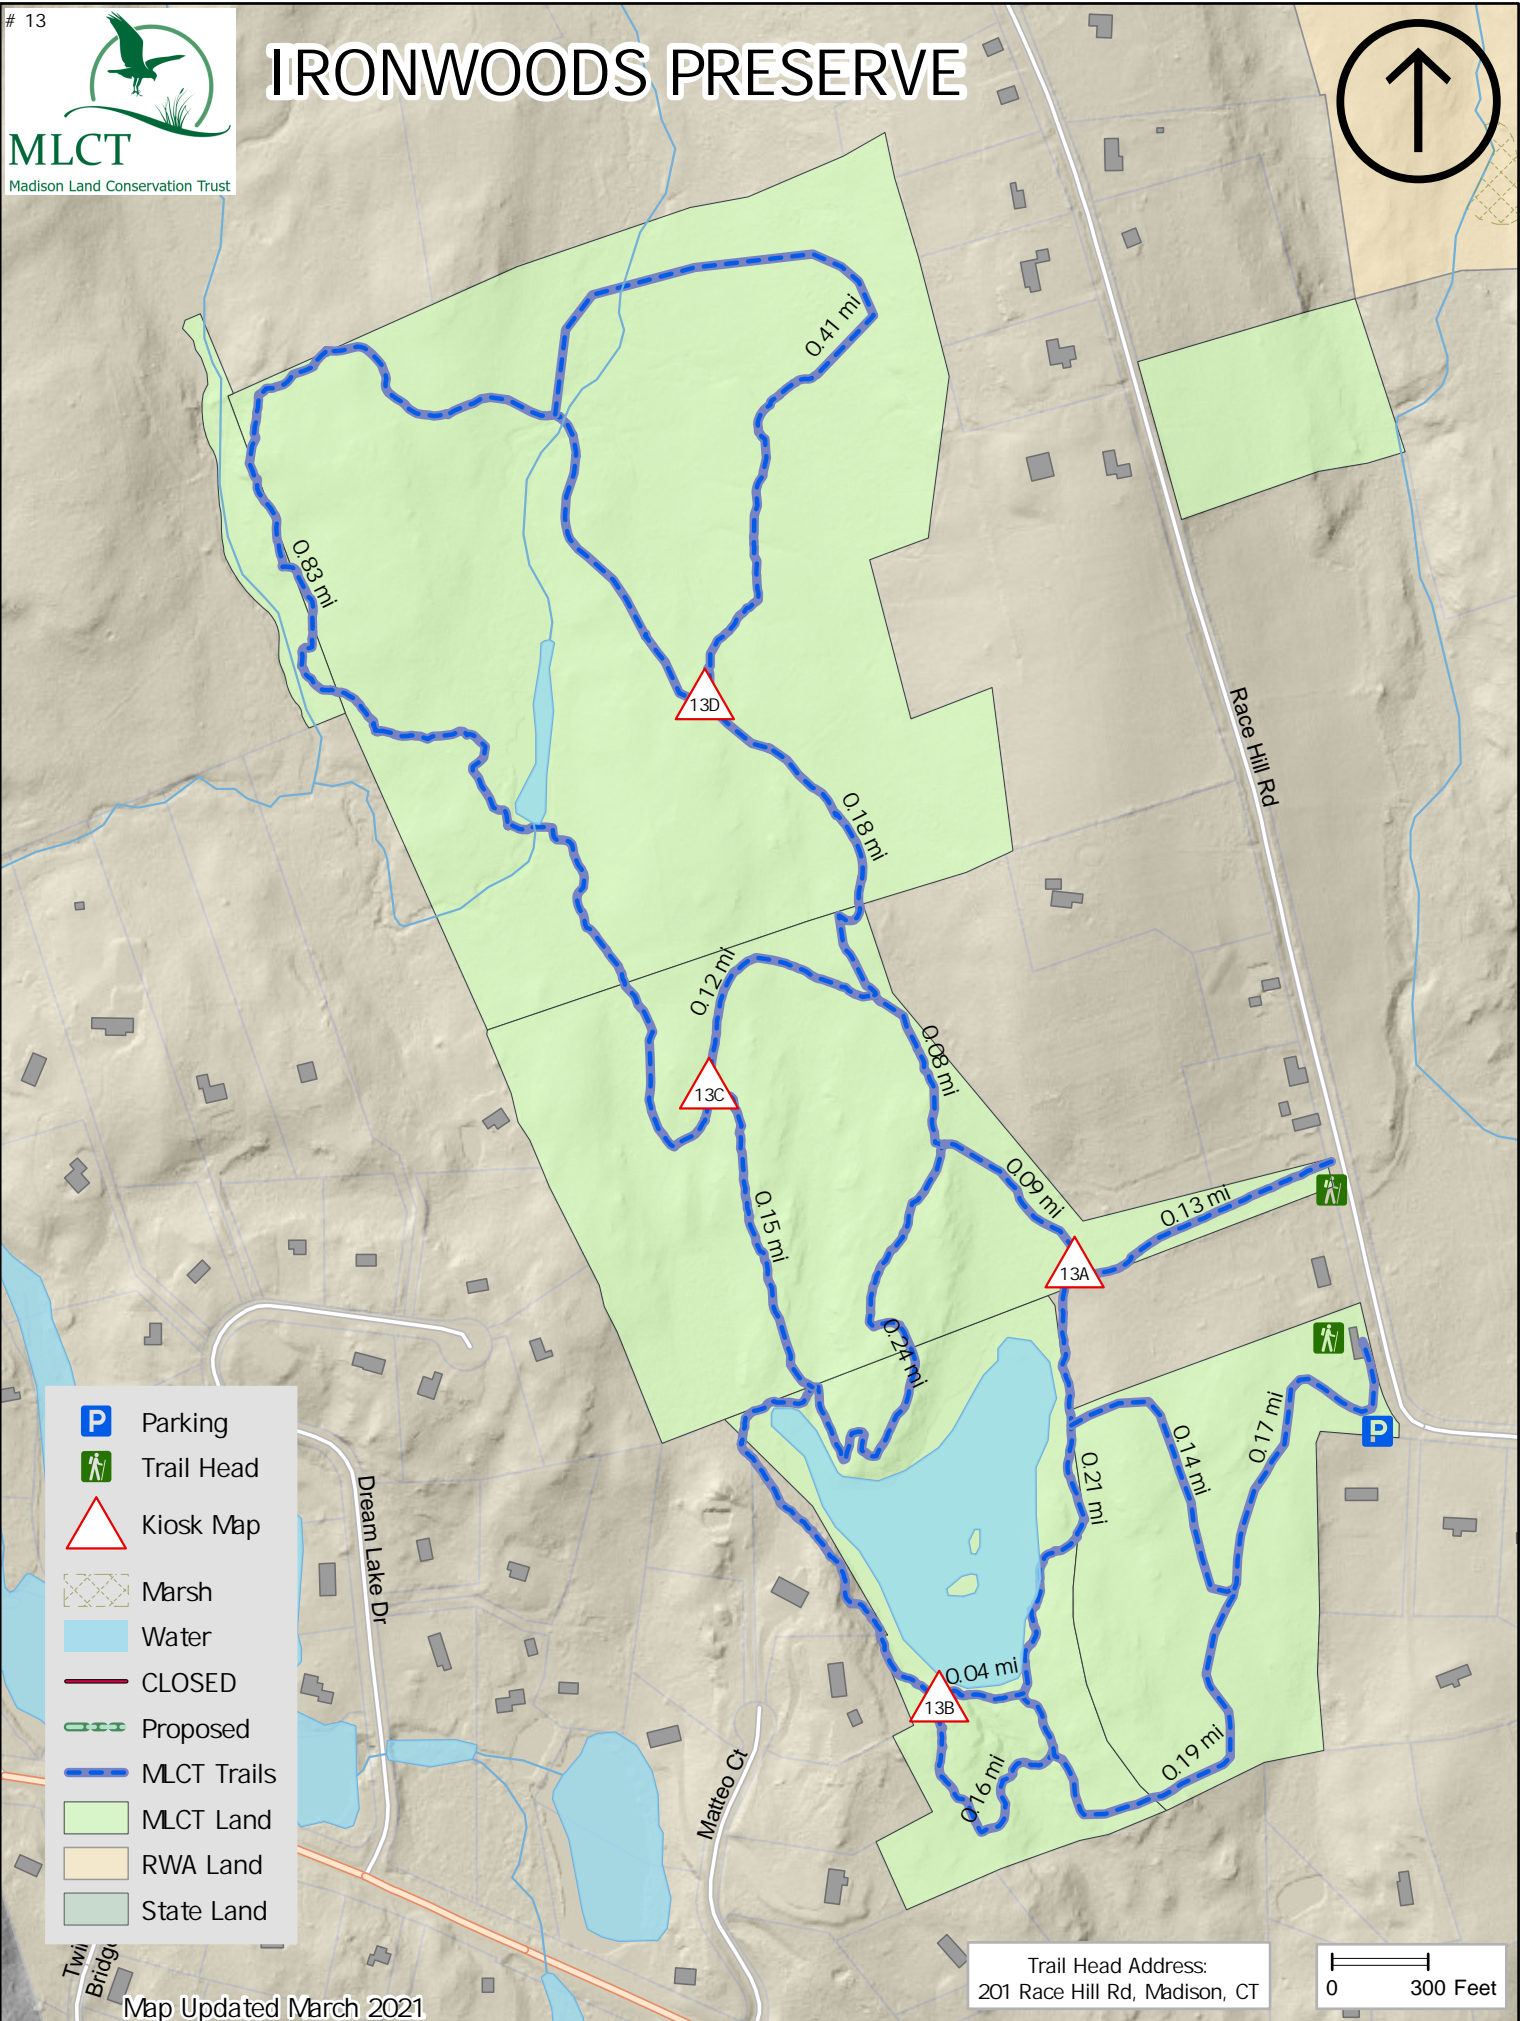 # 13
MLCT
Madison Land Conservation Trust
IRONWOODS PRESERVE
0.41 mi
0.83 mi
13D
Race Hill Rd
0.18 mi
0.12 mi
0.08 mi
13C
0.09 mi
0.13 mi
0.15 mi
13A
0.24 mi
0.17 mi
0.14 mi
0.21 mi
P
0.04 mi
13B
0.19 mi
0.16 mi
Dream Lake Dr
Matteo Ct
P Parking
Trail Head
Kiosk Map
Marsh
Water
CLOSED
Proposed
MLCT Trails
MLCT Land
RWA Land
State Land
Map Updated March 2021
Trail Head Address:
201 Race Hill Rd, Madison, CT
0 300 Feet